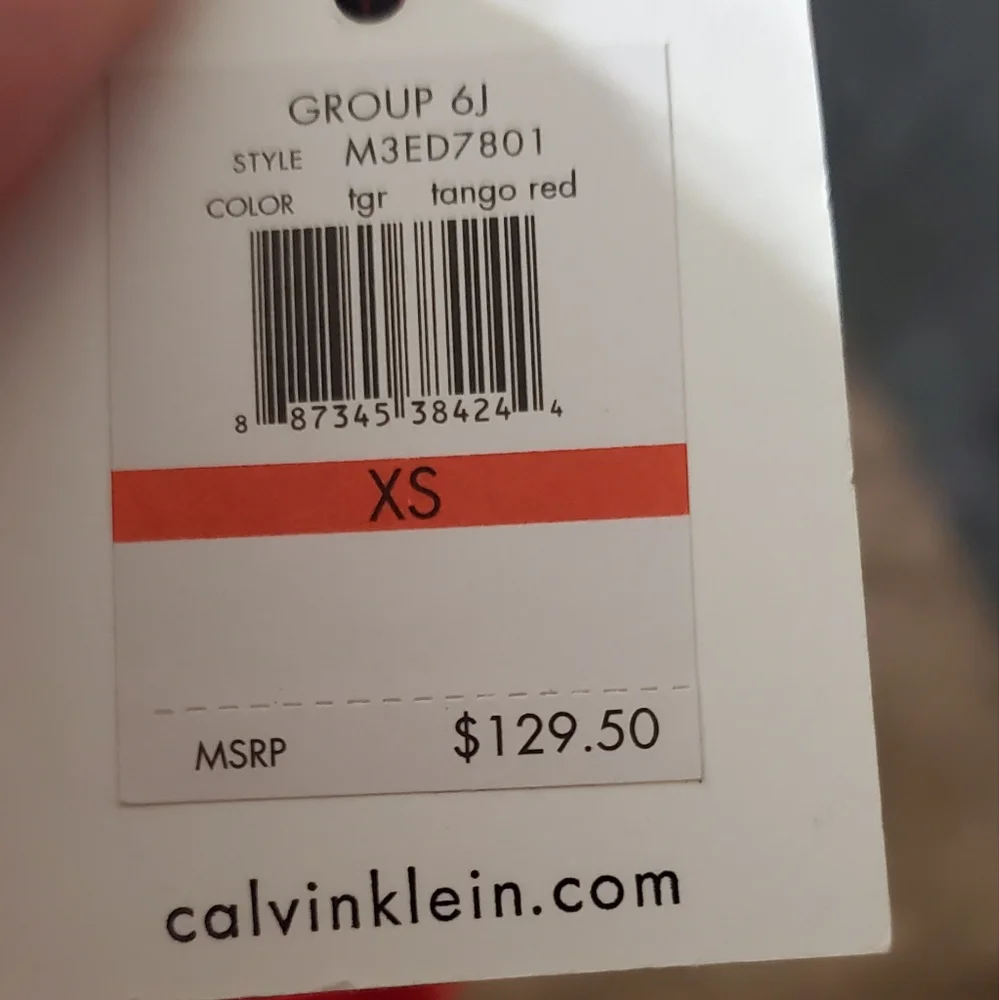 GROUP 6J
STYLE M3ED7801
COLOR tgr tango red
8 87345 38424 4
XS
MSRP $129.50
calvinklein.com